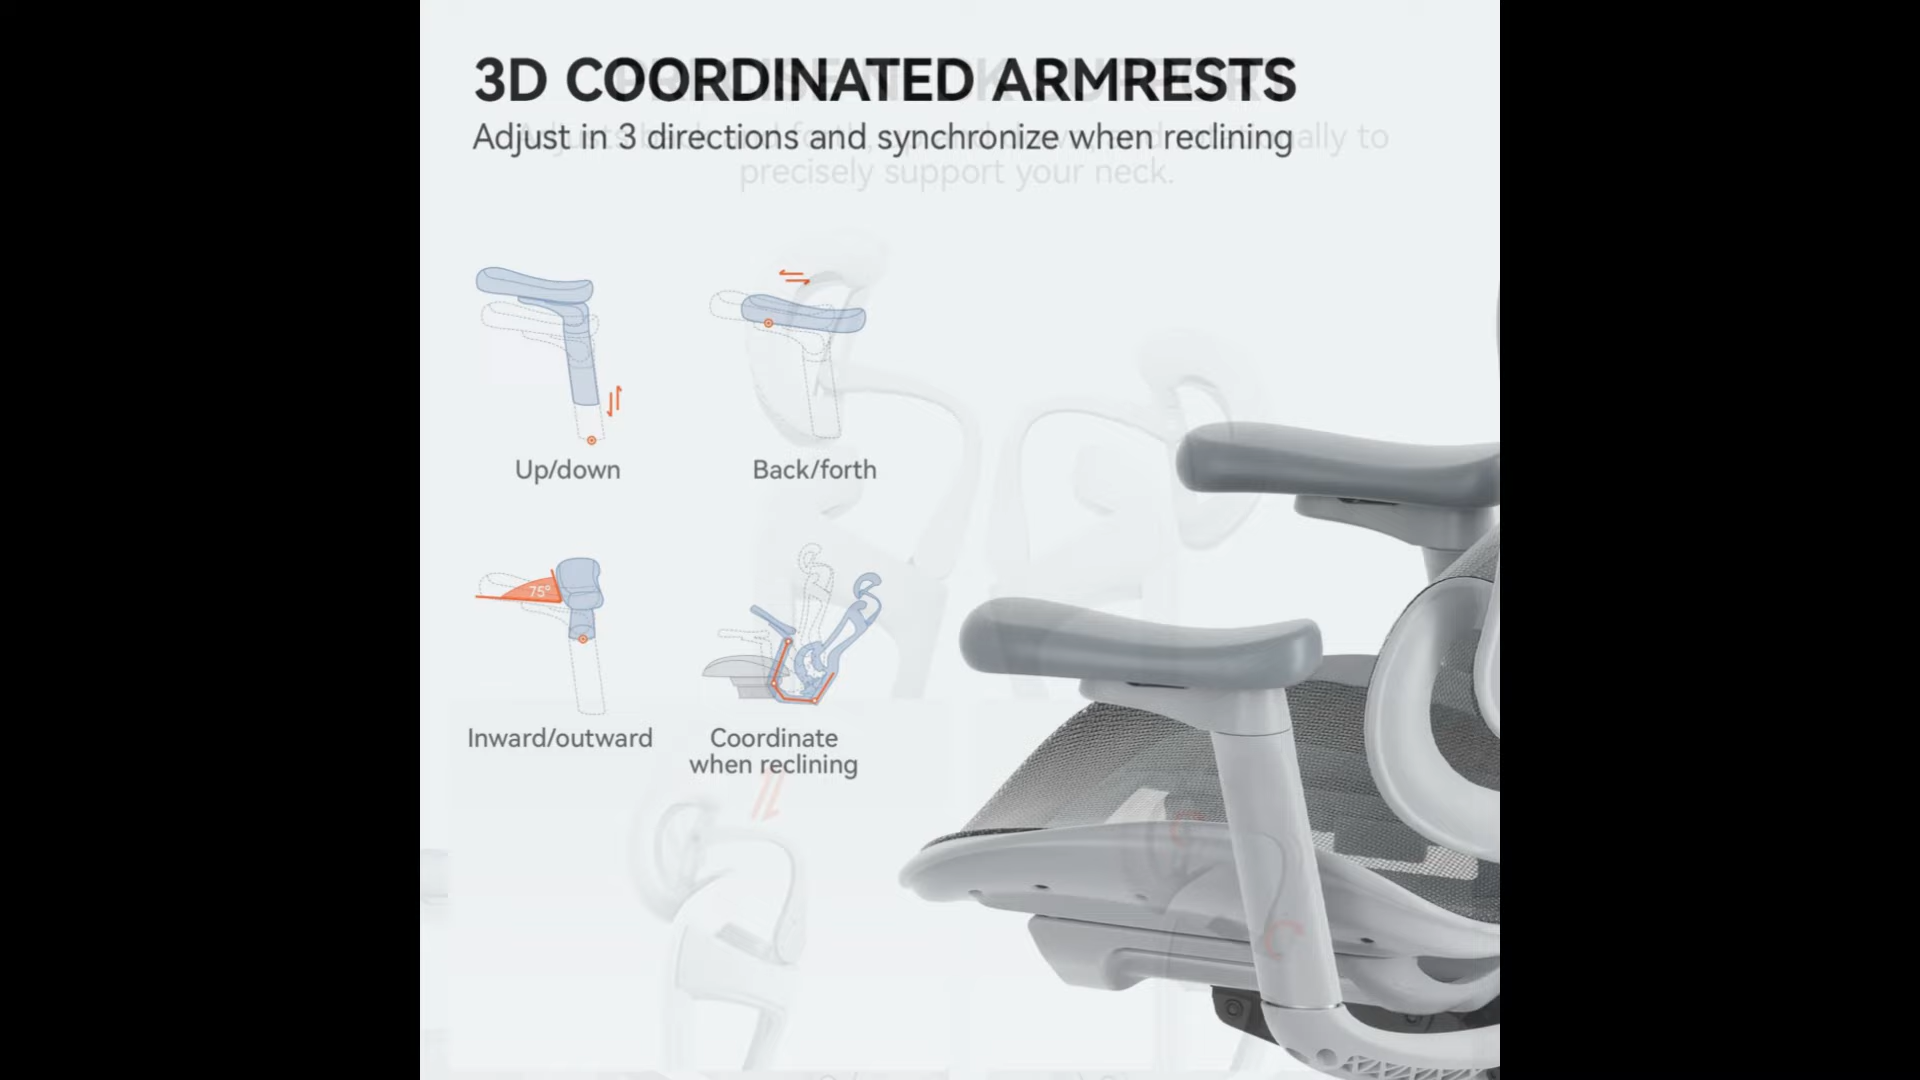 3D COORDINATED ARMRESTS
Adjust in 3 directions and synchronize when reclining
precisely support your neck.
Up/down
Back/forth
75°
Inward/outward
Coordinate
when reclining